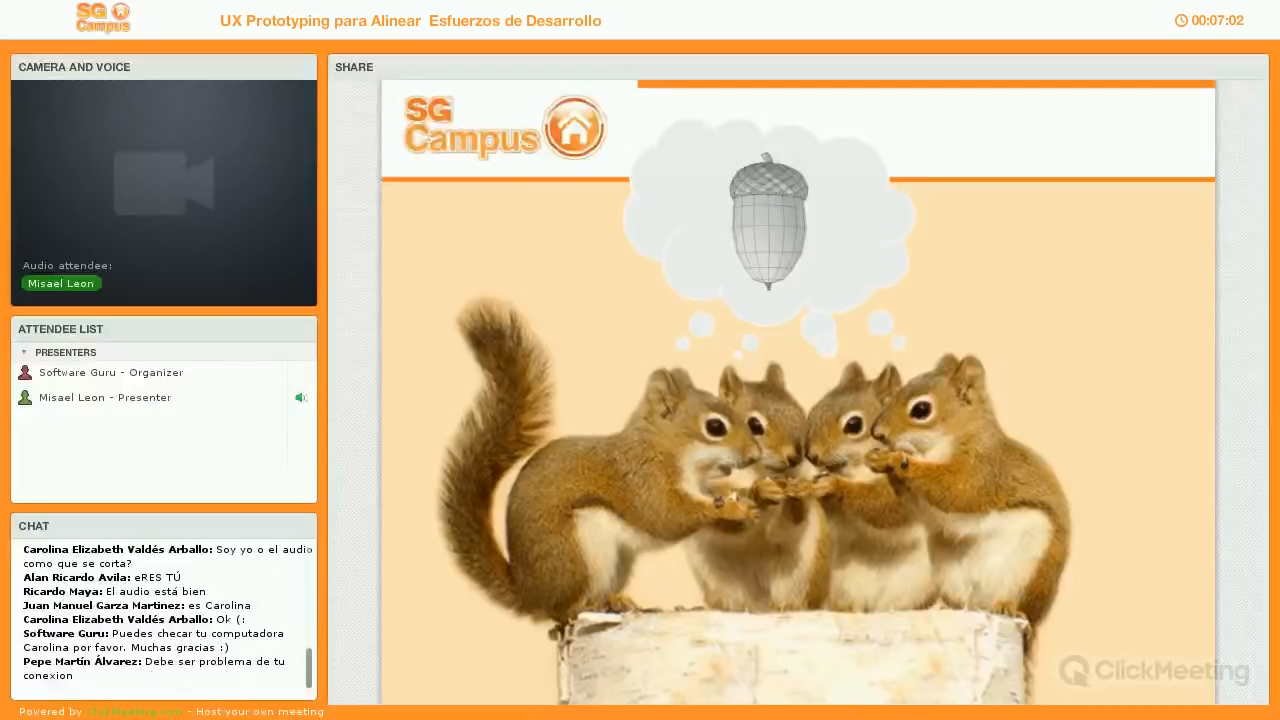 SG
Campus
UX Prototyping para Alinear Esfuerzos de Desarrollo
00:07:02
CAMERA AND VOICE
Audio attendee:
Misael Leon
ATTENDEE LIST
PRESENTERS
Software Guru - Organizer
Misael Leon - Presenter
CHAT
Carolina Elizabeth Valdés Arballo: Soy yo o el audio
como que se corta?
Alan Ricardo Avila: eRES TÚ
Ricardo Maya: El audio está bien
Juan Manuel Garza Martinez: es Carolina
Carolina Elizabeth Valdés Arballo: Ok (:
Software Guru: Puedes checar tu computadora
Carolina por favor. Muchas gracias :)
Pepe Martín Álvarez: Debe ser problema de tu
conexion
Powered by ClickMeeting.com - Host your own meeting
SHARE
SG
Campus
ClickMeeting